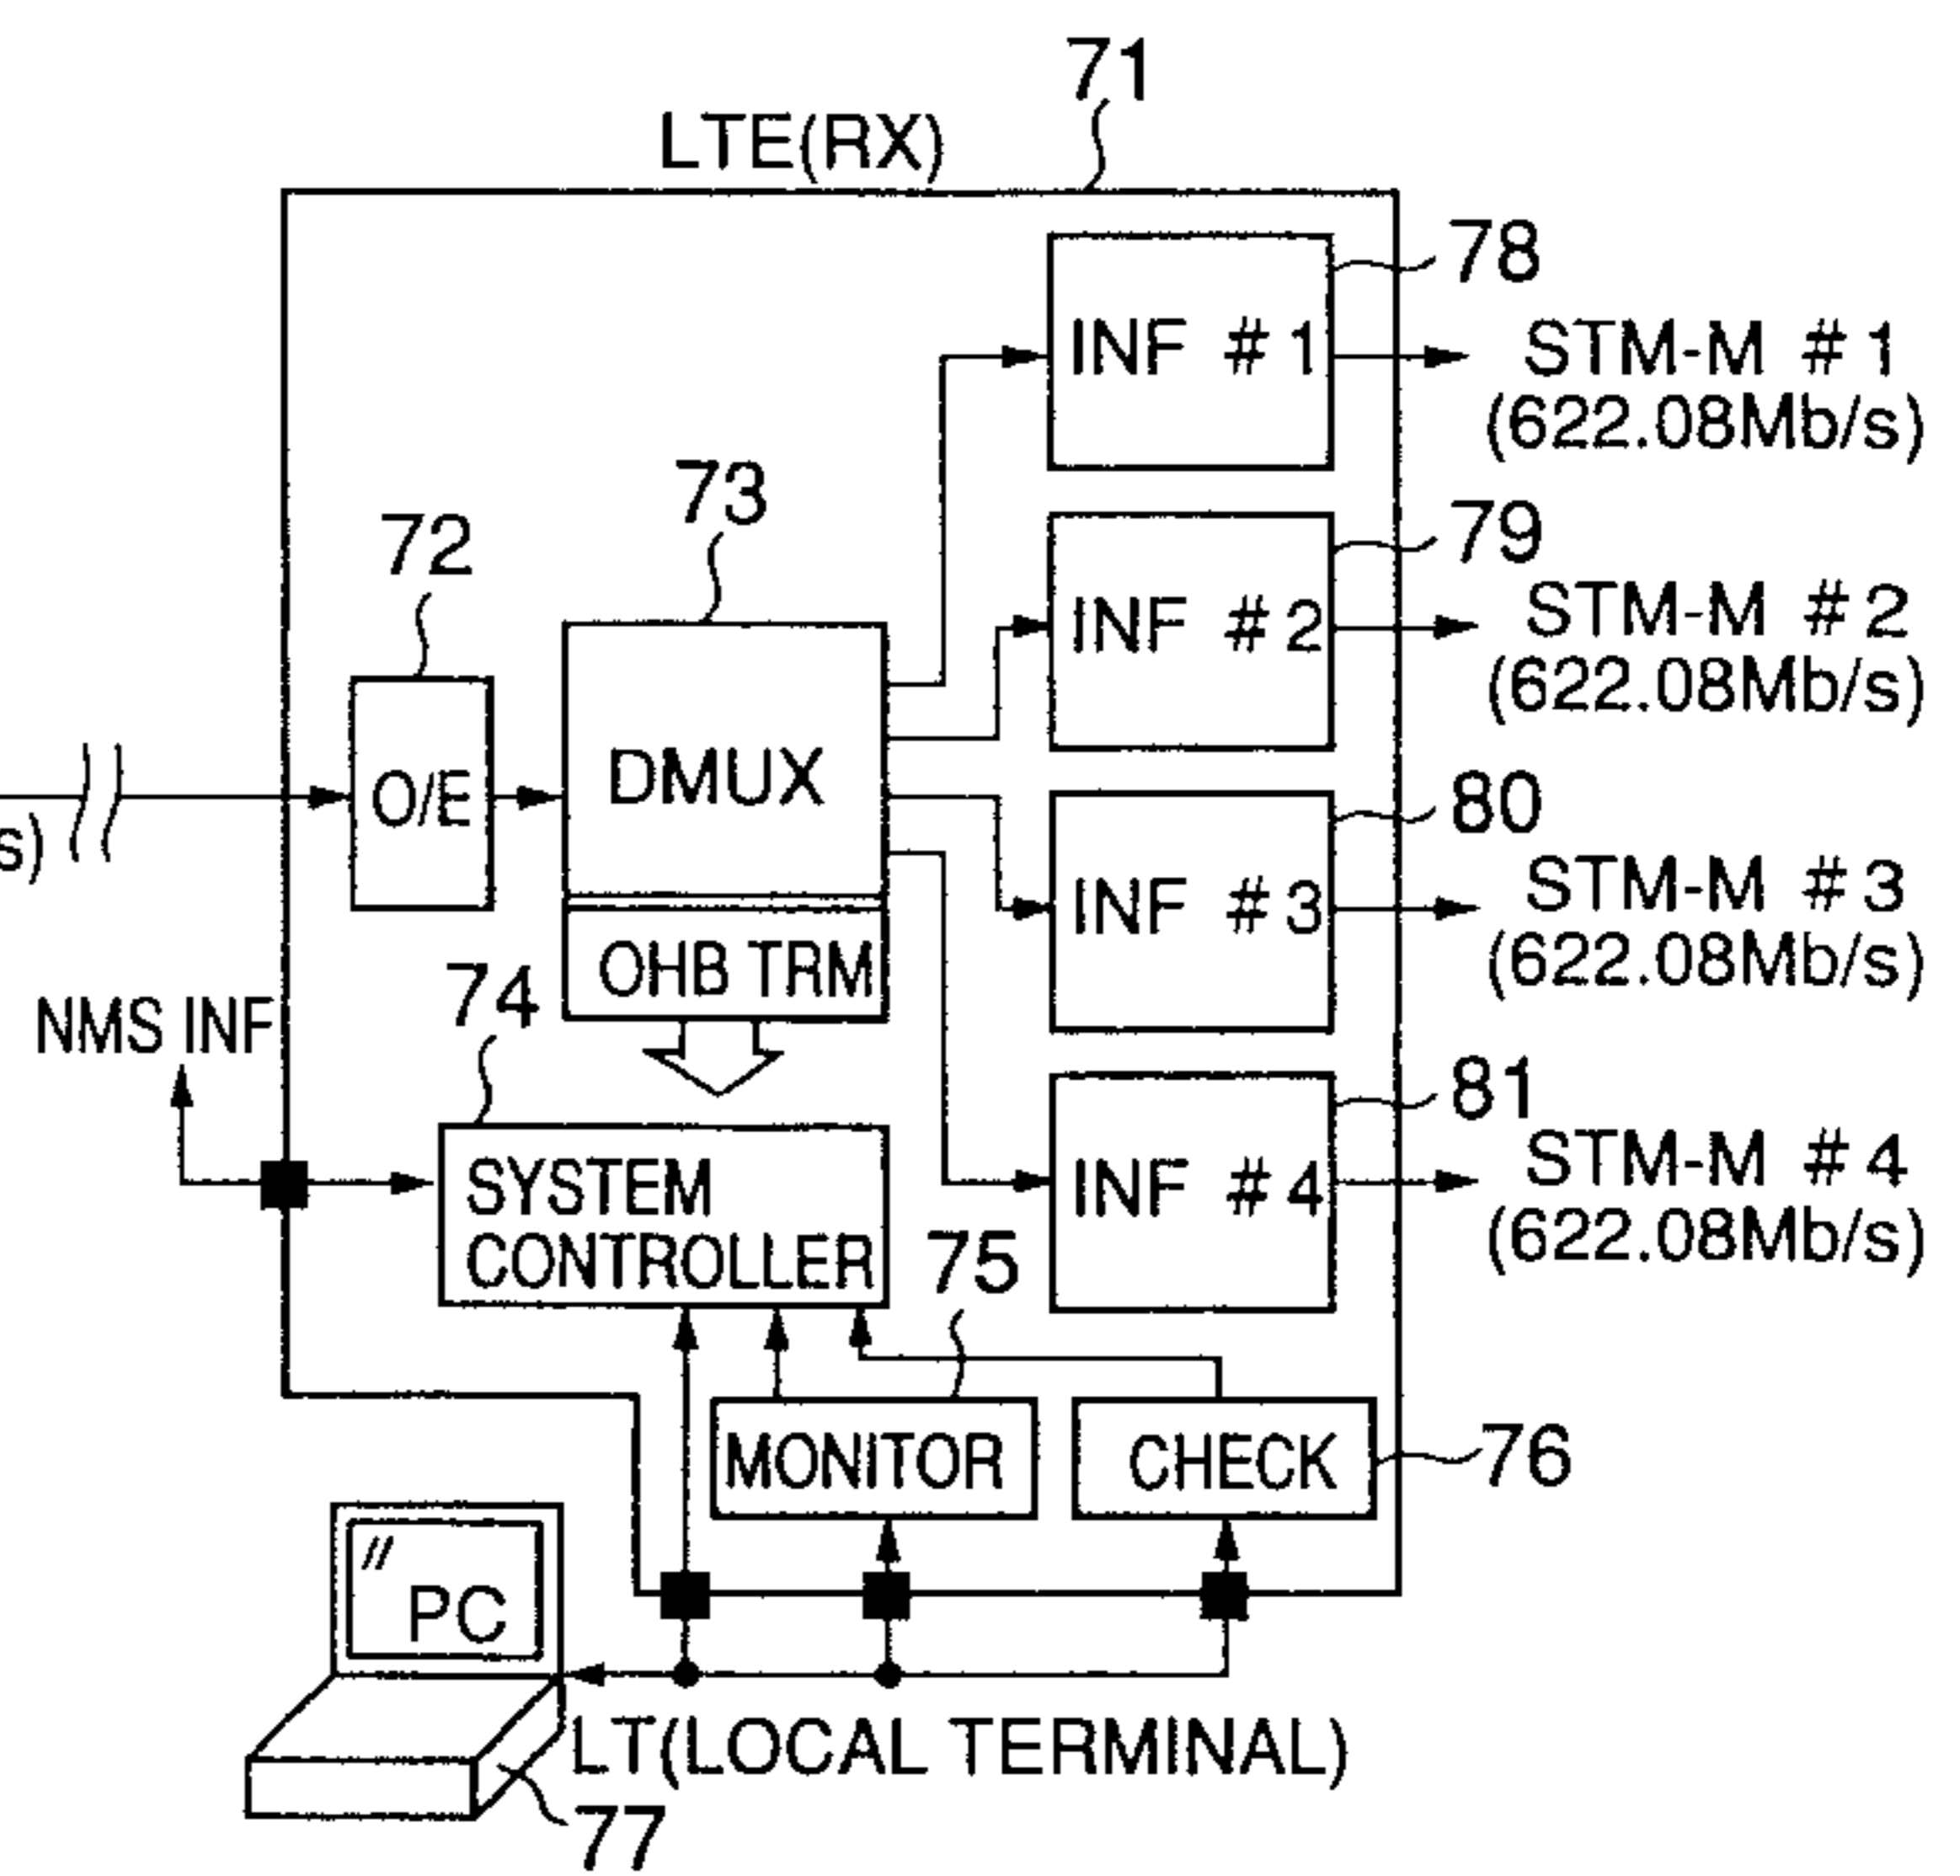 71
LTE(RX)
78
INF #1
STM-M #1
(622.08Mb/s)
73
72
79
INF #2
STM-M #2
(622.08Mb/s)
DMUX
O/E
80
s)
INF #3
STM-M #3
(622.08Mb/s)
OHB TRM
74
NMS INF
81
INF #4
STM-M #4
(622.08Mb/s)
SYSTEM
CONTROLLER
75
MONITOR
CHECK
76
//
PC
LT(LOCAL TERMINAL)
77